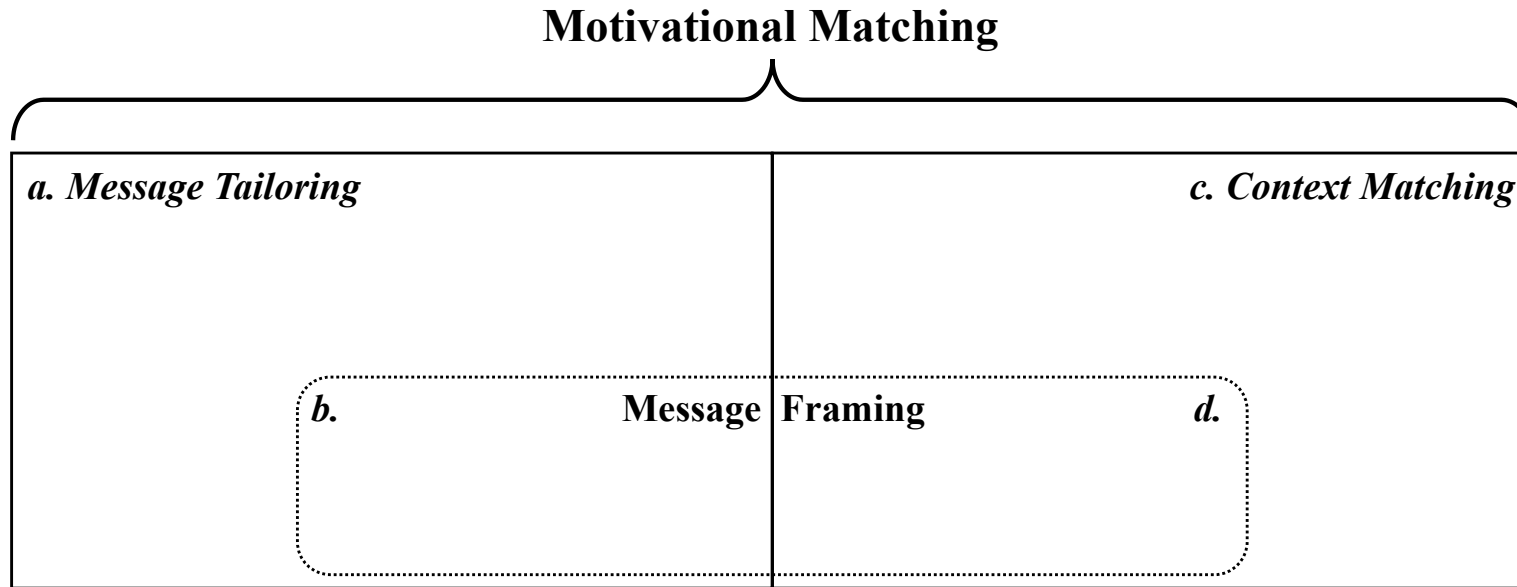 Motivational Matching
a. Message Tailoring
c. Context Matching
b.
Message Framing
d.